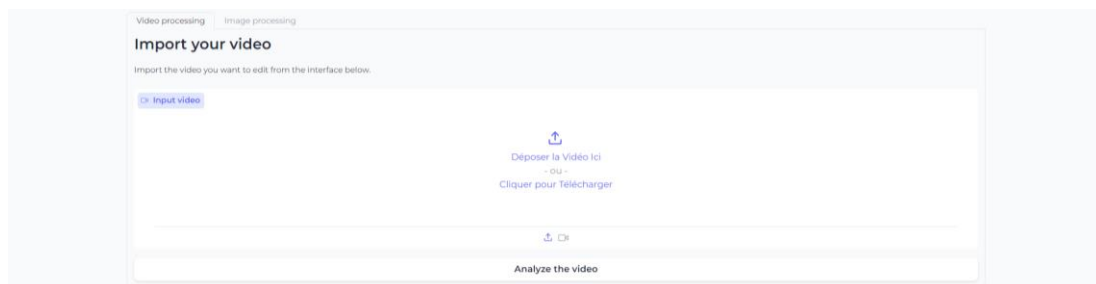 Video processing
Image processing
Import your video
Import the video you want to edit from the interface below.
Input video
Déposer la Vidéo Ici
- ou -
Cliquer pour Télécharger
Analyze the video